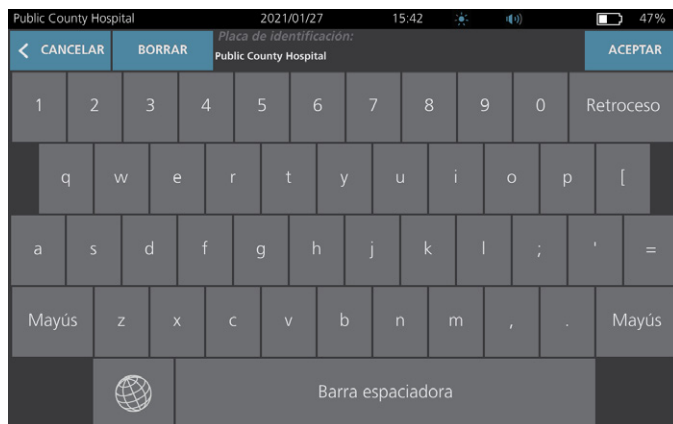 Public County Hospital 2021/01/27 15:42 47%
CANCELAR BORRAR Placa de identificación: ACEPTAR
Public County Hospital
1 2 3 4 5 6 7 8 9 0 Retroceso
q w e r t y u i o p [
a s d f g h j k l ; ' =
Mayús z x c v b n m , . Mayús
Barra espaciadora